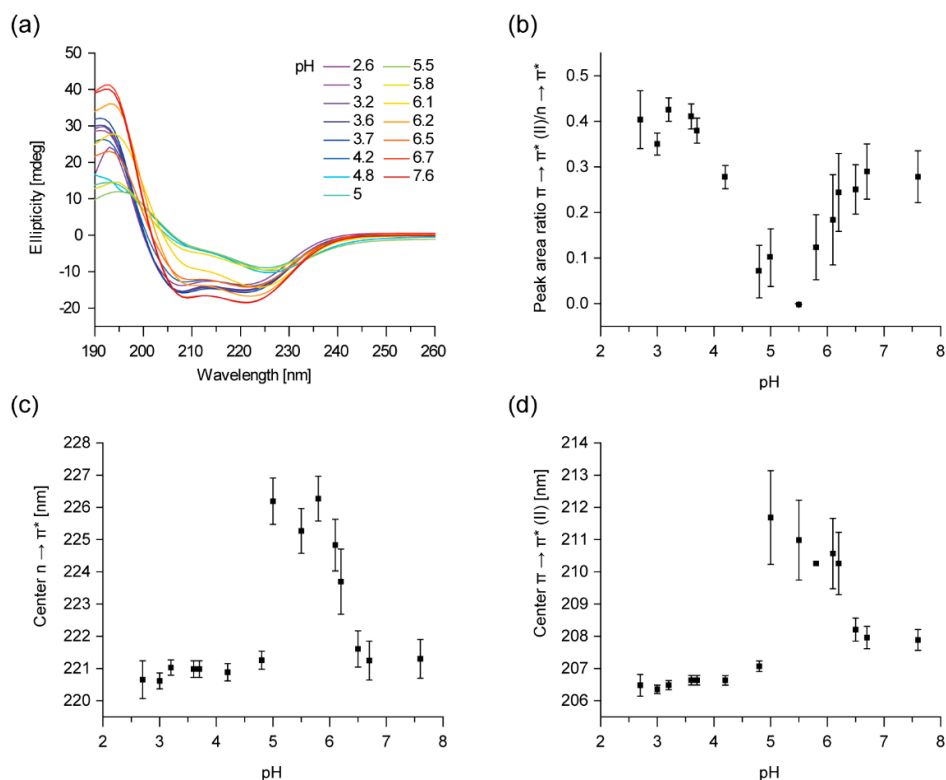 (a)
50
40
30
20
10
0
-10
-20
Ellipticity [mdeg]
190 200 210 220 230 240 250 260
Wavelength [nm]
pH
2.6 5.5
3 5.8
3.2 6.1
3.6 6.2
3.7 6.5
4.2 6.7
4.8 7.6
5
(b)
0.5
0.4
0.3
0.2
0.1
0.0
Peak area ratio π → π* (II)/n → π*
2 3 4 5 6 7 8
pH
(c)
228
227
226
225
224
223
222
221
220
Center n → π* [nm]
2 3 4 5 6 7 8
pH
(d)
214
213
212
211
210
209
208
207
206
Center π → π* (II) [nm]
2 3 4 5 6 7 8
pH